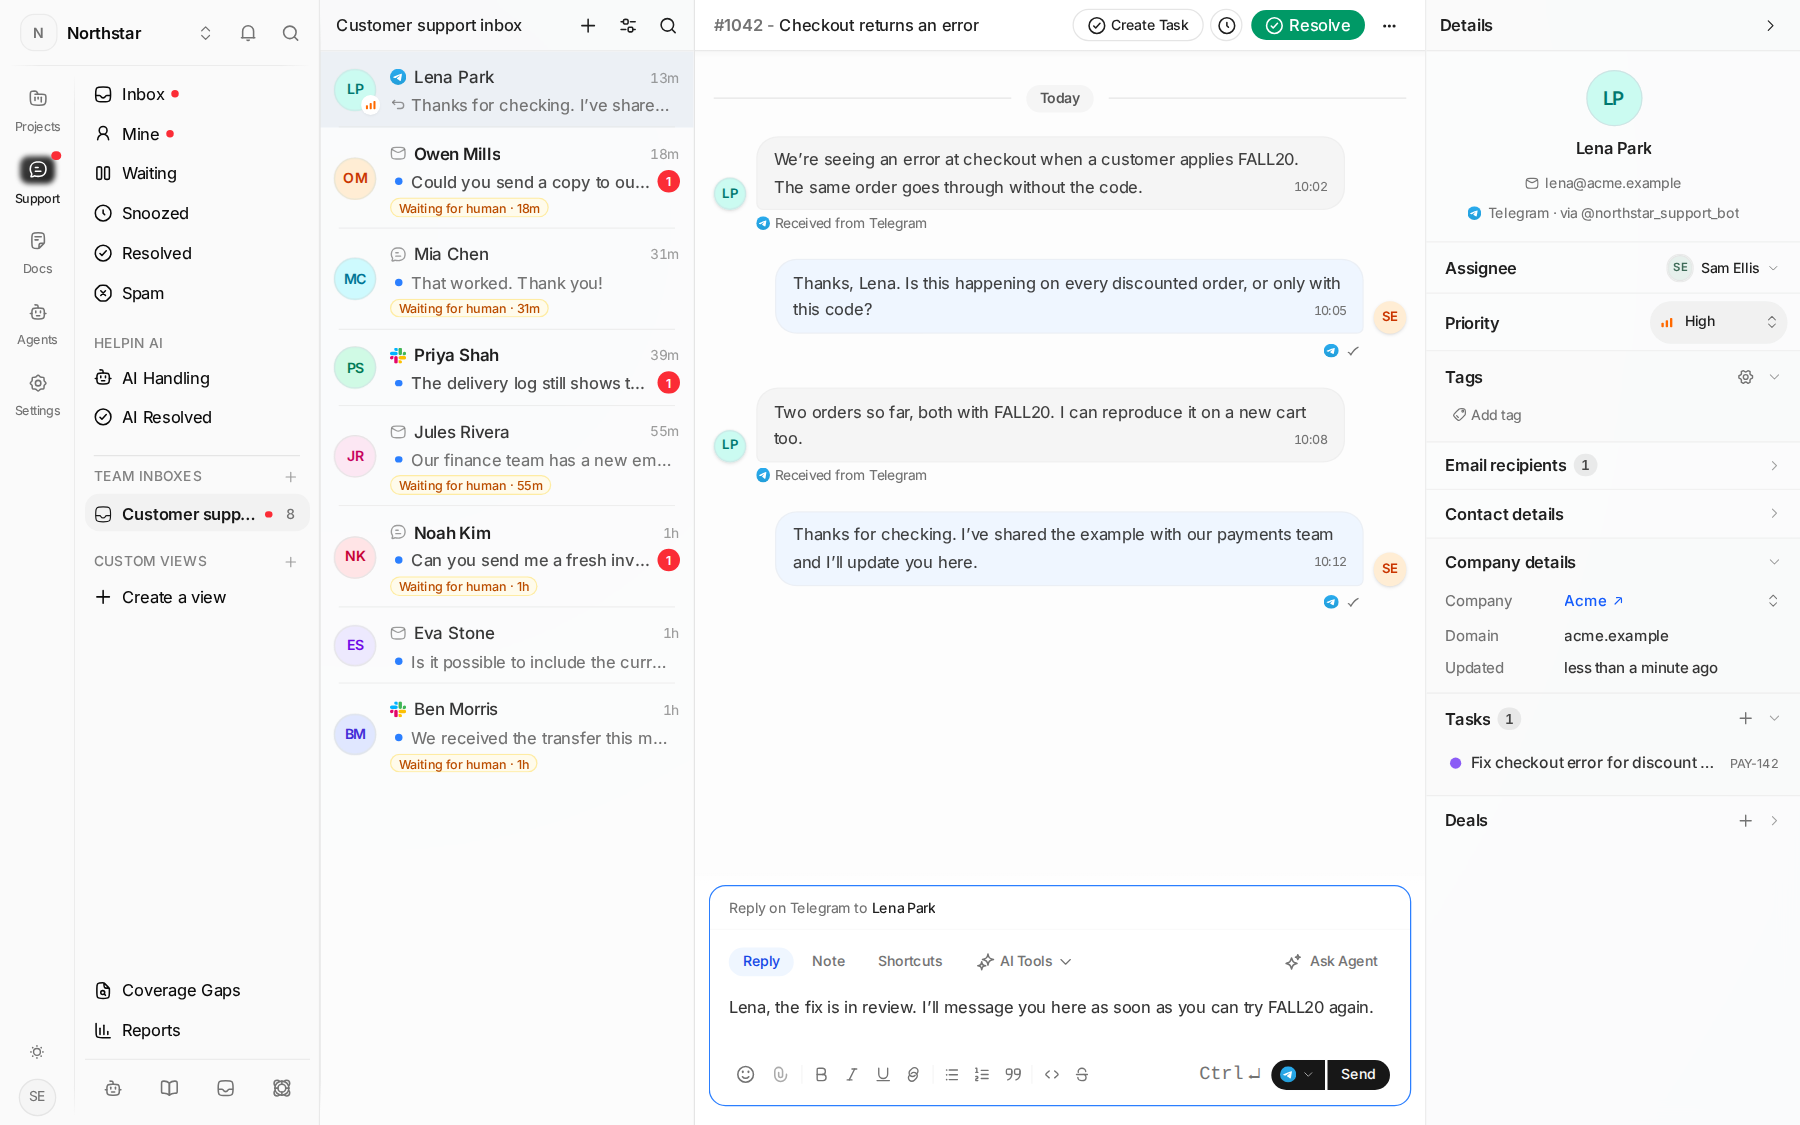 N
Northstar
Projects
Support
Docs
Agents
Settings
SE
Inbox
Mine
Waiting
Snoozed
Resolved
Spam
HELPIN AI
AI Handling
AI Resolved
TEAM INBOXES
Customer supp... 8
CUSTOM VIEWS
Create a view
Coverage Gaps
Reports
Customer support inbox
LP
Lena Park 13m
Thanks for checking. I’ve share...
OM
Owen Mills 18m
Could you send a copy to ou... 1
Waiting for human · 18m
MC
Mia Chen 31m
That worked. Thank you!
Waiting for human · 31m
PS
Priya Shah 39m
The delivery log still shows t... 1
JR
Jules Rivera 55m
Our finance team has a new em...
Waiting for human · 55m
NK
Noah Kim 1h
Can you send me a fresh inv... 1
Waiting for human · 1h
ES
Eva Stone 1h
Is it possible to include the curr...
BM
Ben Morris 1h
We received the transfer this m...
Waiting for human · 1h
#1042 - Checkout returns an error
Create Task
Resolve
Today
LP
We’re seeing an error at checkout when a customer applies FALL20.
The same order goes through without the code. 10:02
Received from Telegram
Thanks, Lena. Is this happening on every discounted order, or only with
this code? 10:05
SE
LP
Two orders so far, both with FALL20. I can reproduce it on a new cart
too. 10:08
Received from Telegram
Thanks for checking. I’ve shared the example with our payments team
and I’ll update you here. 10:12
SE
Reply on Telegram to Lena Park
Reply Note Shortcuts AI Tools Ask Agent
Lena, the fix is in review. I’ll message you here as soon as you can try FALL20 again.
Ctrl Send
Details
LP
Lena Park
lena@acme.example
Telegram · via @northstar_support_bot
Assignee SE Sam Ellis
Priority High
Tags
Add tag
Email recipients 1
Contact details
Company details
Company Acme
Domain acme.example
Updated less than a minute ago
Tasks 1
Fix checkout error for discount ... PAY-142
Deals